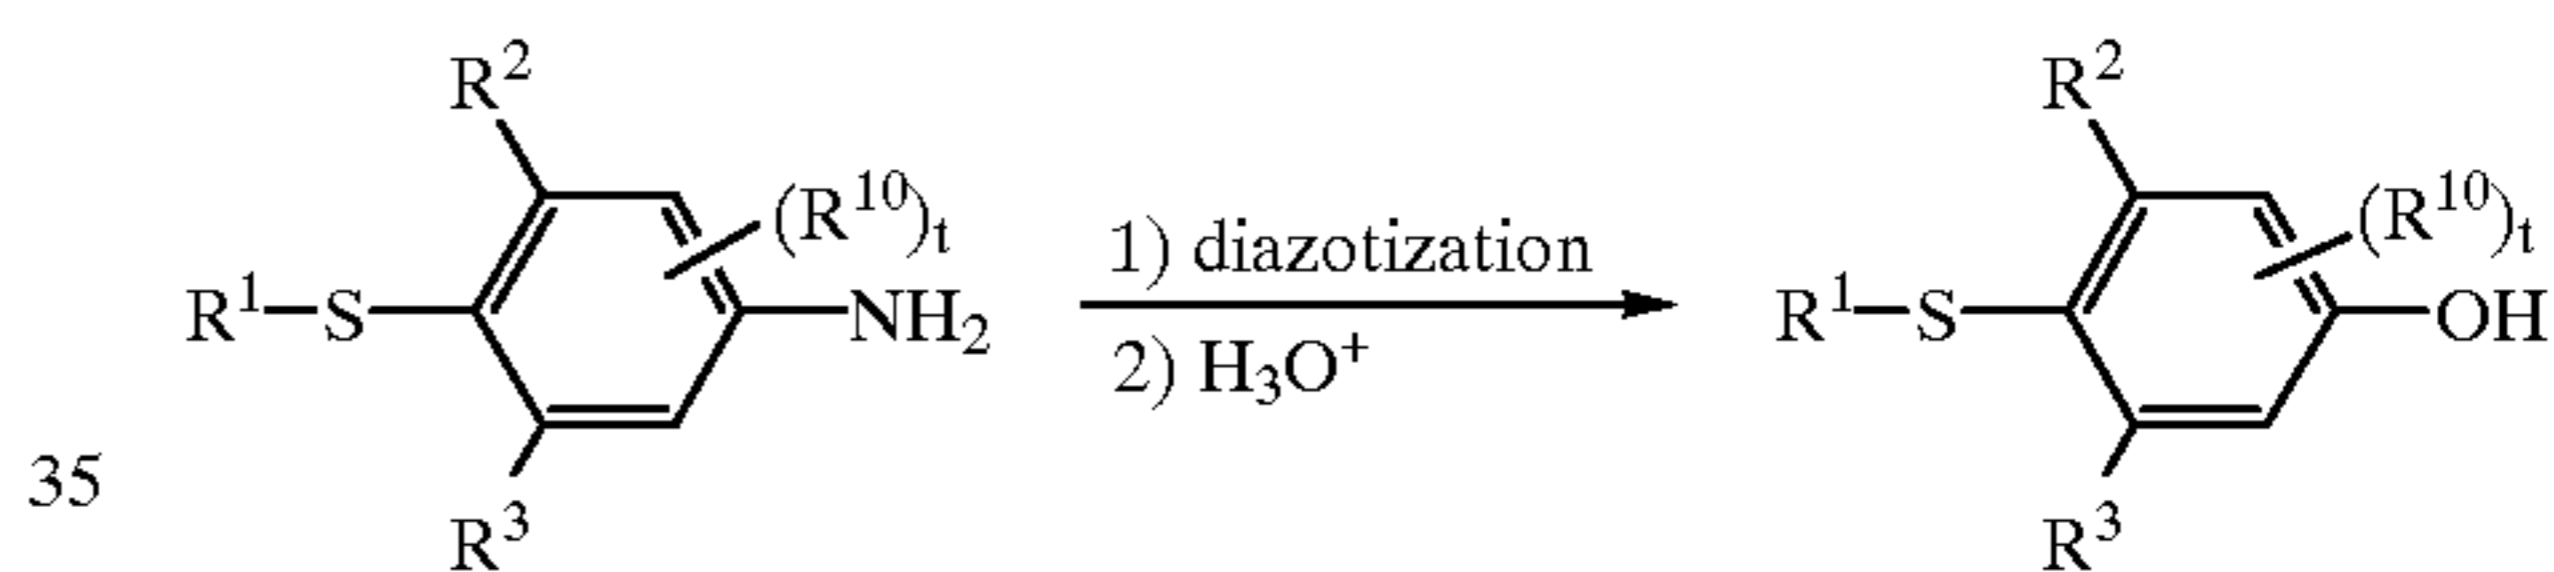 R² R²
(R¹⁰)ₜ 1) diazotization (R¹⁰)ₜ
R¹—S NH₂ R¹—S OH
2) H₃O⁺
35
R³ R³